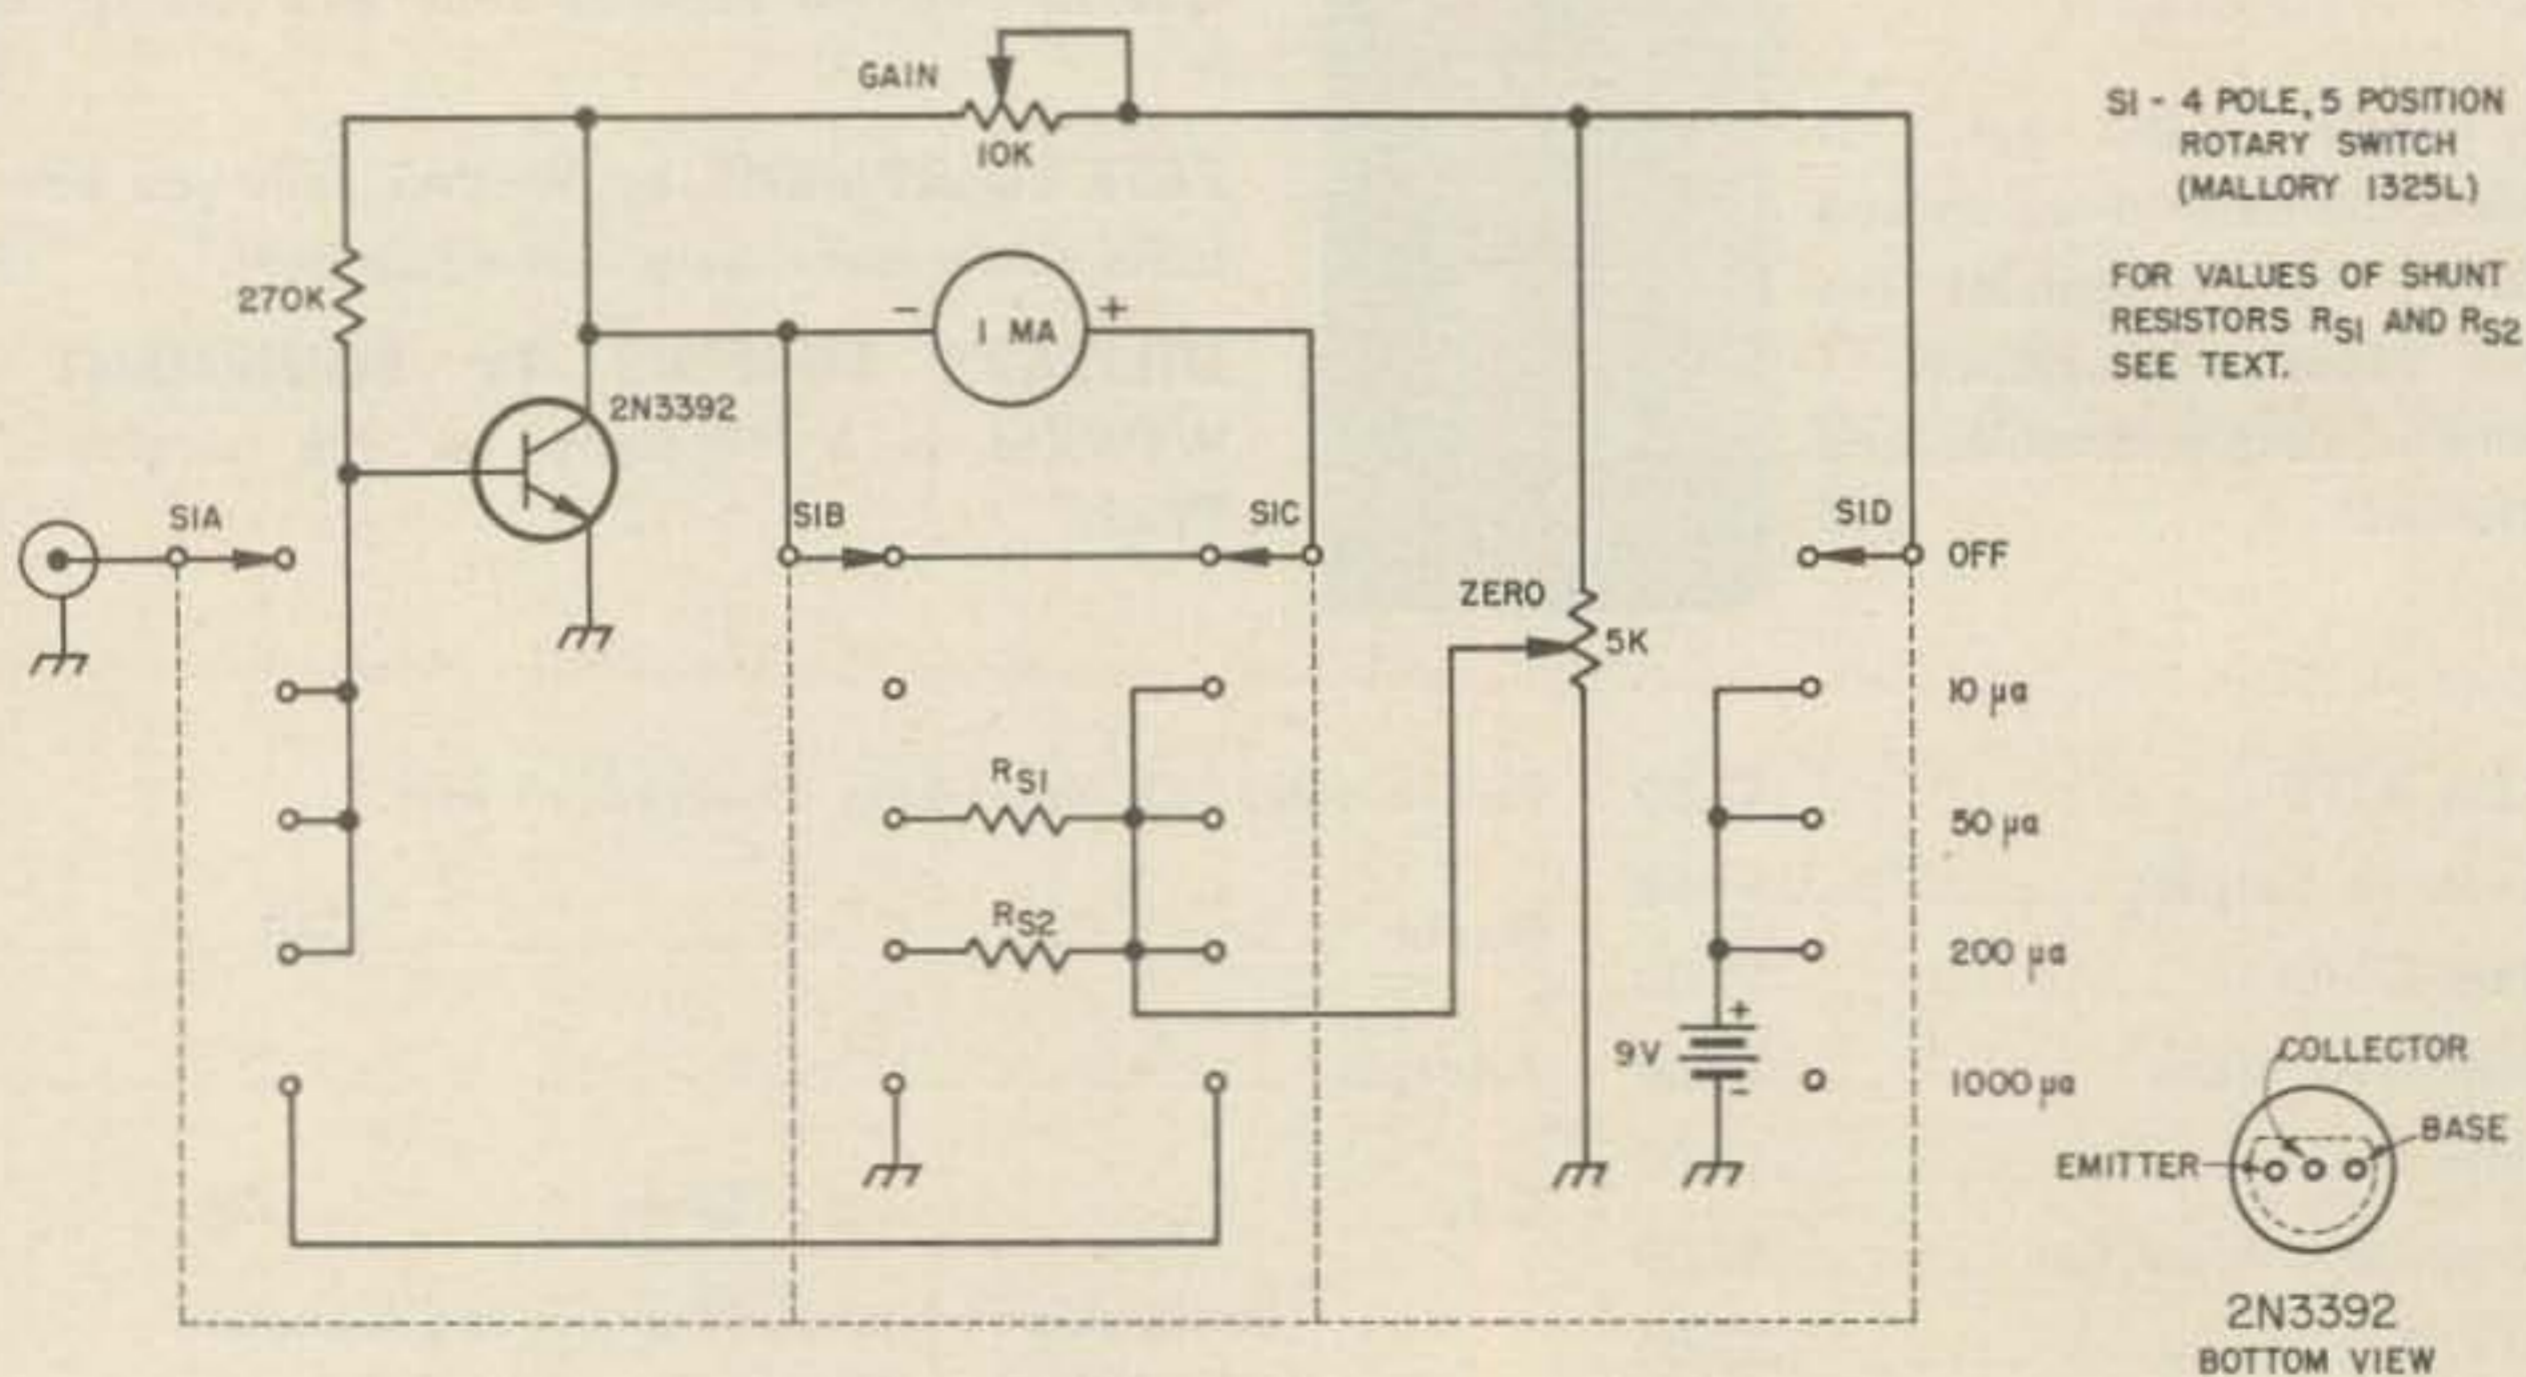 GAIN
10K
S1 - 4 POLE, 5 POSITION
ROTARY SWITCH
(MALLORY 1325L)
FOR VALUES OF SHUNT
RESISTORS RS1 AND RS2
SEE TEXT.
270K
- 1 MA +
2N3392
S1A
S1B
S1C
S1D
OFF
ZERO
5K
10 µa
RS1
50 µa
RS2
200 µa
+
9V
-
1000 µa
COLLECTOR
BASE
EMITTER
2N3392
BOTTOM VIEW